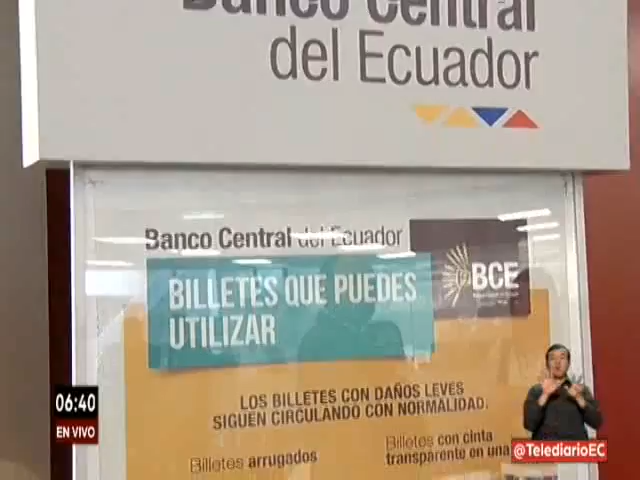 Banco Central
del Ecuador
Banco Central del Ecuador
BCE
BILLETES QUE PUEDES
UTILIZAR
LOS BILLETES CON DAÑOS LEVES
SIGUEN CIRCULANDO CON NORMALIDAD.
Billetes arrugados
Billetes con cinta
transparente en una
06:40
EN VIVO
@TelediarioEC